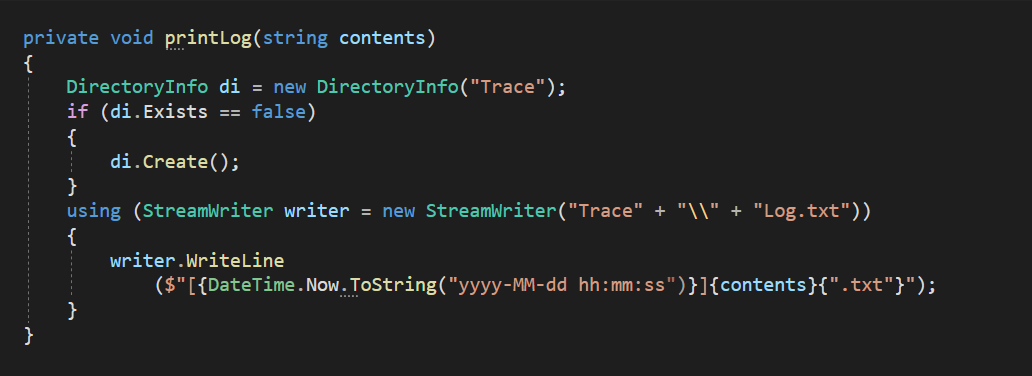 private void printLog(string contents)
{
    DirectoryInfo di = new DirectoryInfo("Trace");
    if (di.Exists == false)
    {
        di.Create();
    }
    using (StreamWriter writer = new StreamWriter("Trace" + "\\" + "Log.txt"))
    {
        writer.WriteLine
            ($"[{DateTime.Now.ToString("yyyy-MM-dd hh:mm:ss")}]{contents}{".txt"}");
    }
}